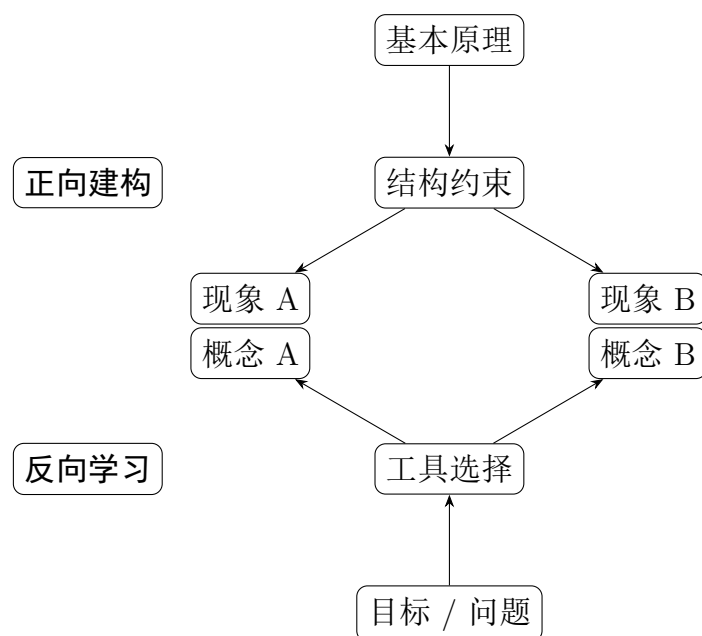 基本原理
正向建构
结构约束
现象 A
现象 B
概念 A
概念 B
反向学习
工具选择
目标 / 问题